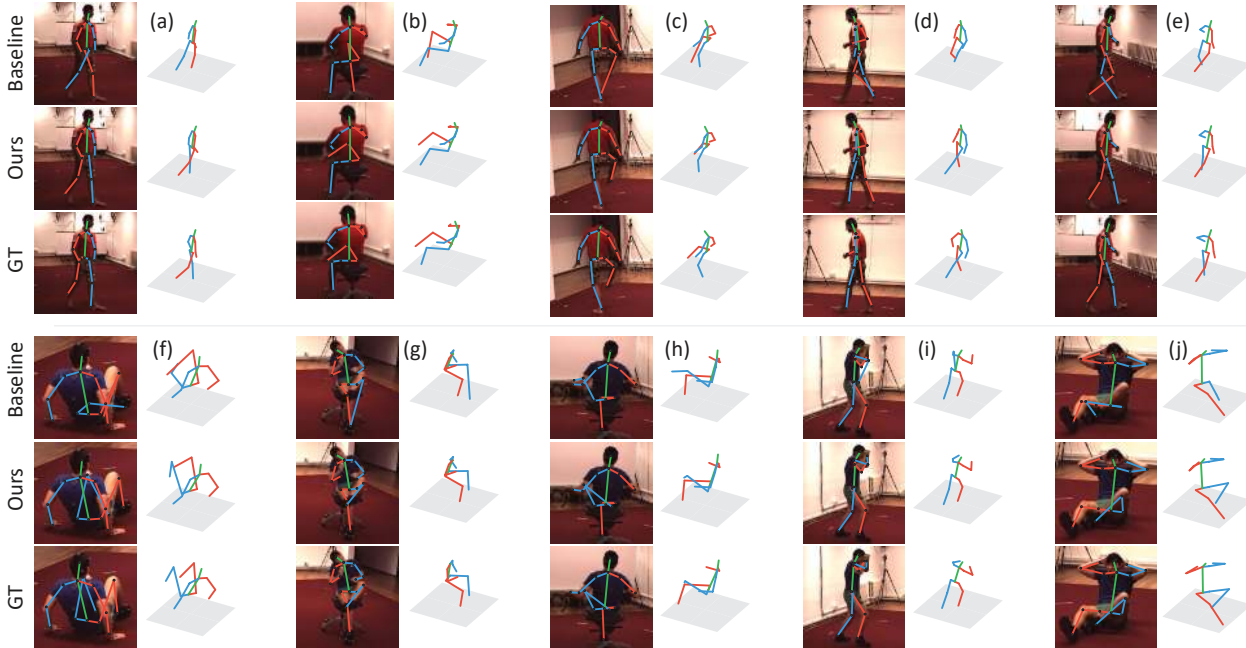 Baseline (a) (b) (c) (d) (e)
Ours
GT
Baseline (f) (g) (h) (i) (j)
Ours
GT